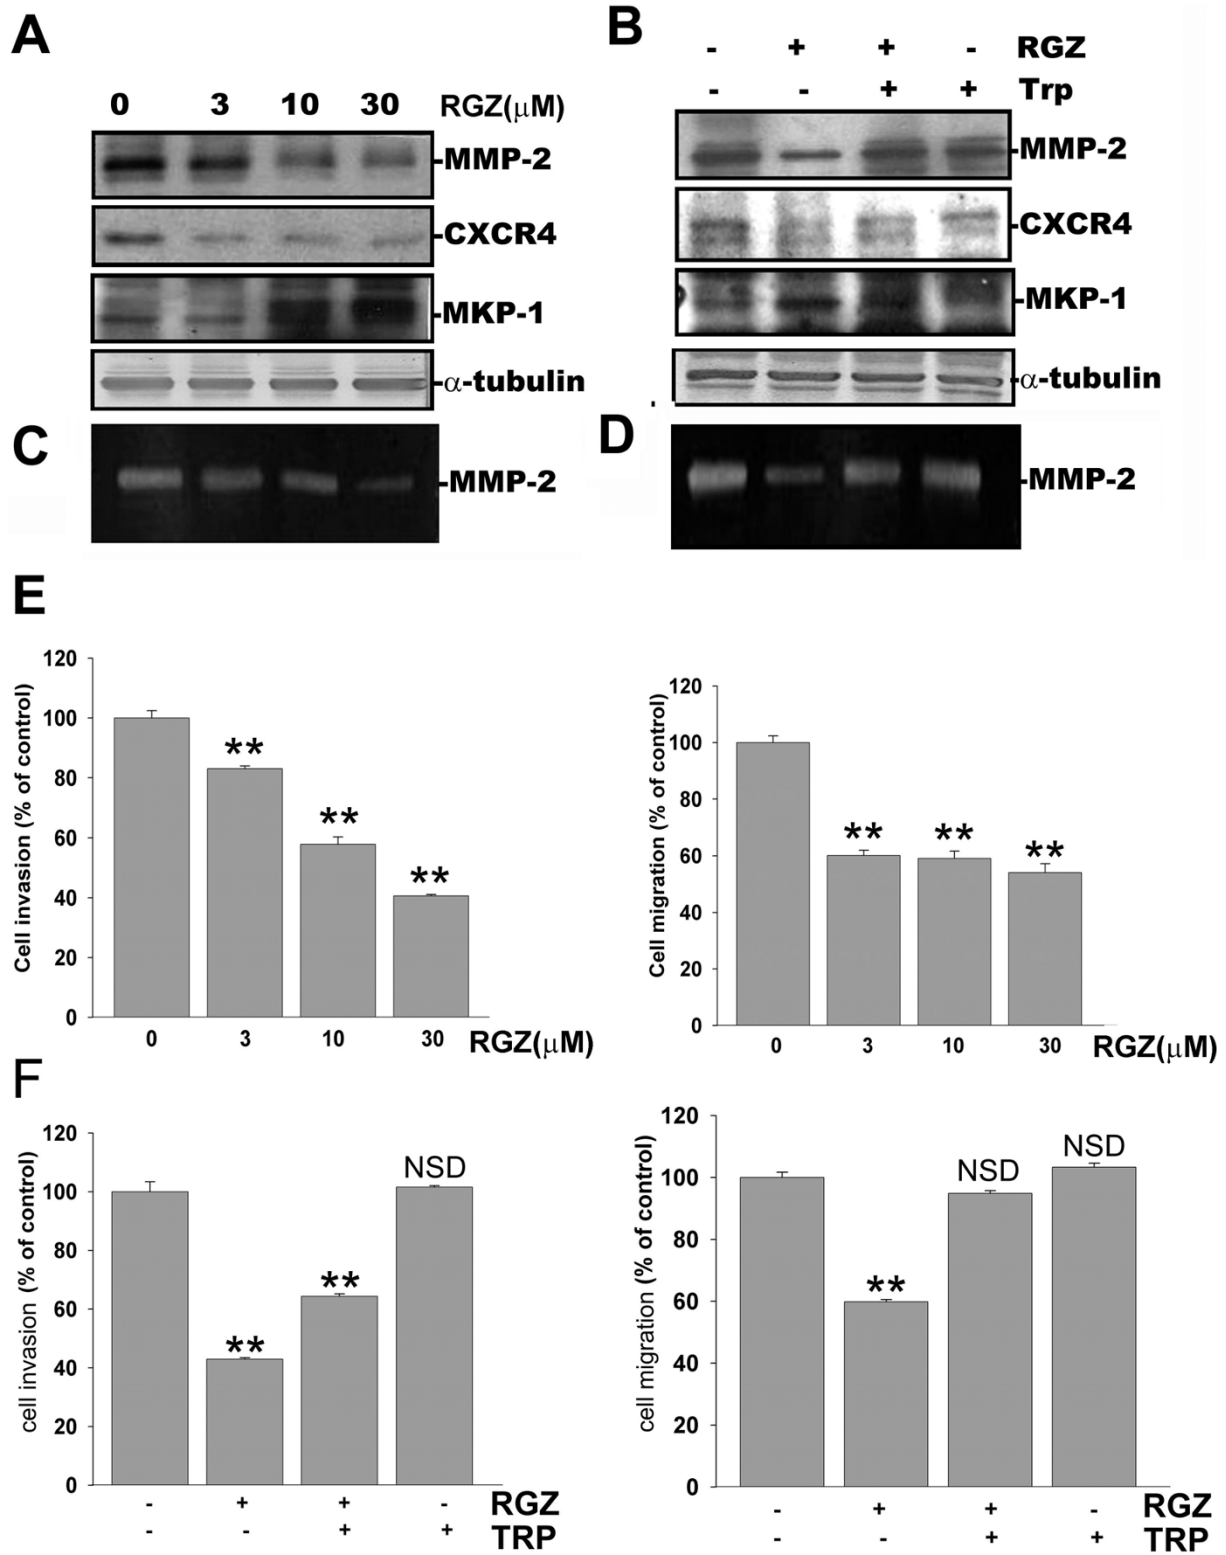 A
0 3 10 30 RGZ(μM)
-MMP-2
-CXCR4
-MKP-1
-α-tubulin
B
- + + - RGZ
- - + + Trp
-MMP-2
-CXCR4
-MKP-1
-α-tubulin
C
-MMP-2
D
-MMP-2
E
Cell invasion (% of control)
120
100
80
60
40
20
0
**
**
**
0 3 10 30 RGZ(μM)
Cell migration (% of control)
120
100
80
60
40
20
0
**
**
**
0 3 10 30 RGZ(μM)
F
cell invasion (% of control)
120
100
80
60
40
20
0
**
**
NSD
- + + - RGZ
- - + + TRP
cell migration (% of control)
120
100
80
60
40
20
0
**
NSD
NSD
- + + - RGZ
- - + + TRP